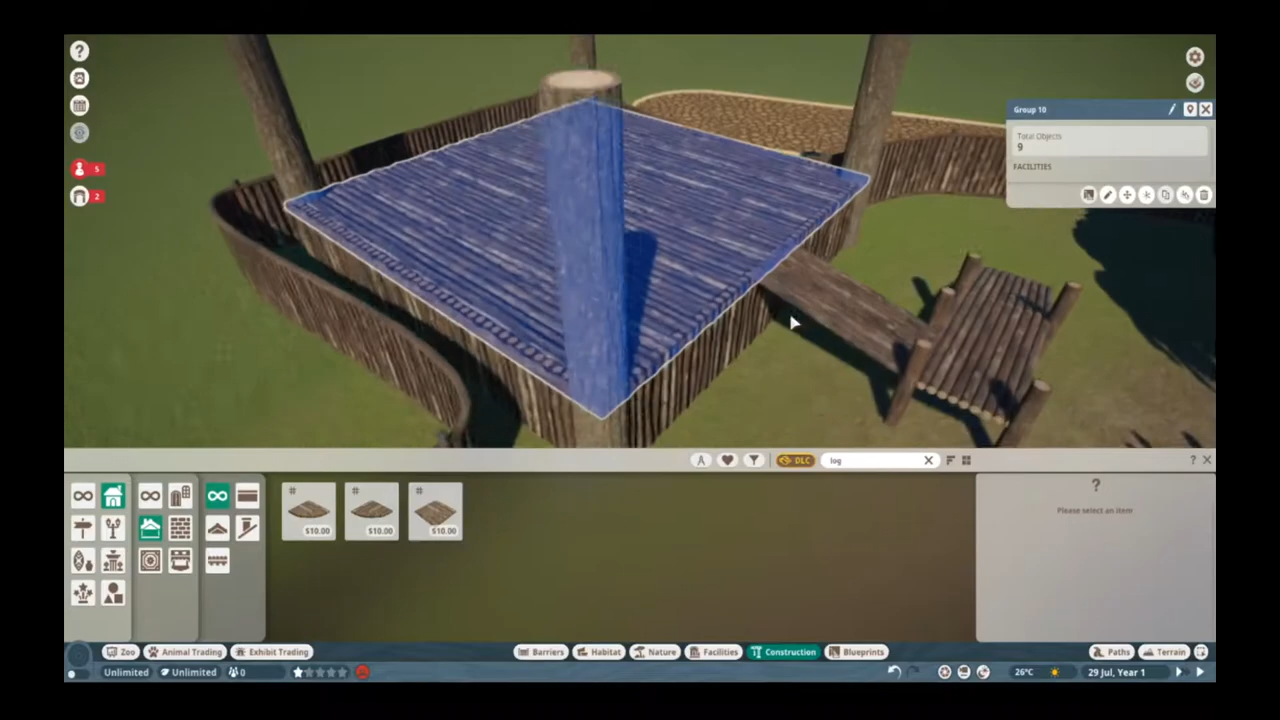 ?
5
2
Group 10
Total Objects
9
FACILITIES
DLC
log
?
#
$10.00
#
$10.00
#
$10.00
?
Please select an item
Zoo
Animal Trading
Exhibit Trading
Barriers
Habitat
Nature
Facilities
Construction
Blueprints
Paths
Terrain
Unlimited
Unlimited
0
26°C
29 Jul, Year 1